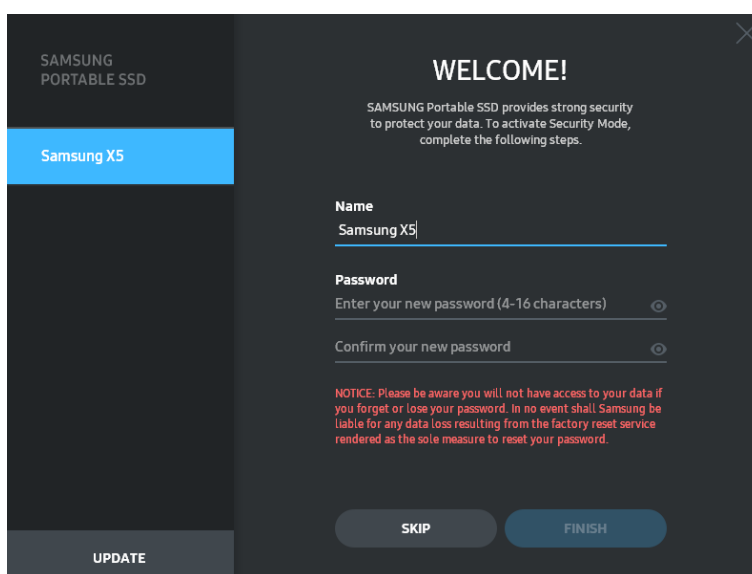 SAMSUNG
PORTABLE SSD
Samsung X5
UPDATE
WELCOME!
SAMSUNG Portable SSD provides strong security
to protect your data. To activate Security Mode,
complete the following steps.
Name
Samsung X5
Password
Enter your new password (4-16 characters)
Confirm your new password
NOTICE: Please be aware you will not have access to your data if
you forget or lose your password. In no event shall Samsung be
liable for any data loss resulting from the factory reset service
rendered as the sole measure to reset your password.
SKIP
FINISH